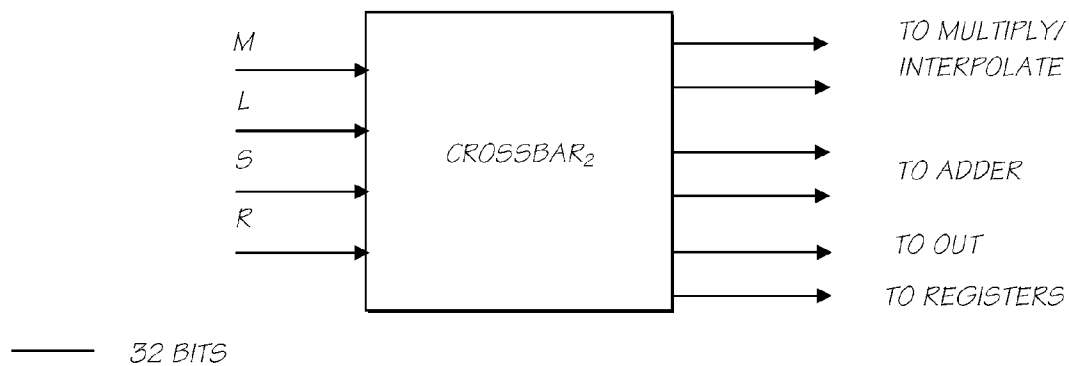 M
L
S
R
CROSSBAR₂
TO MULTIPLY/
INTERPOLATE
TO ADDER
TO OUT
TO REGISTERS
32 BITS